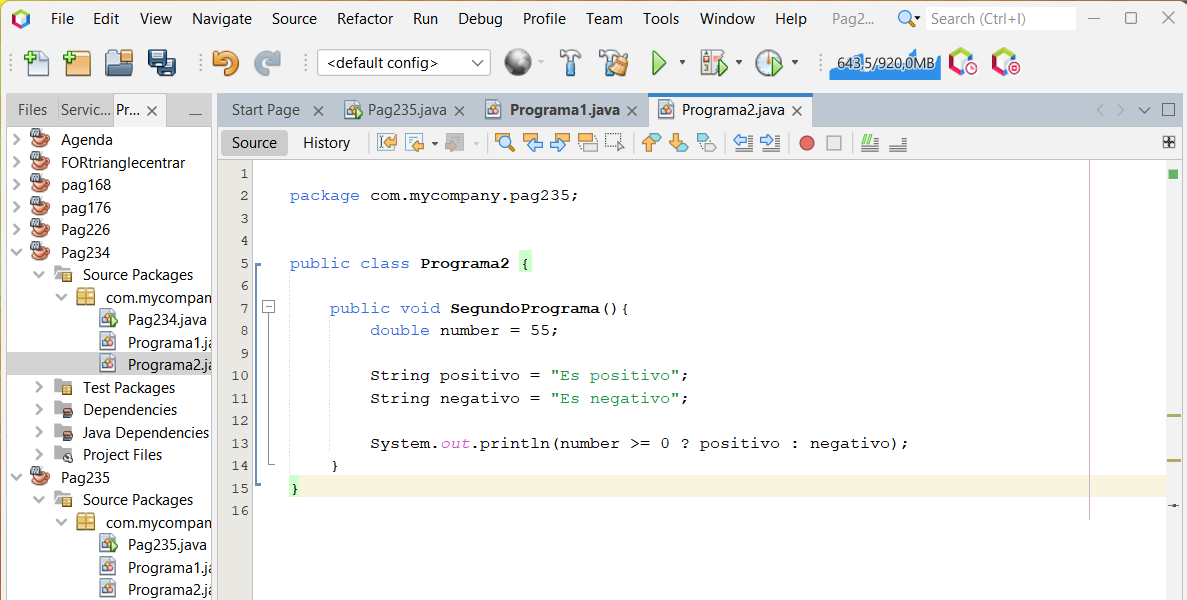 File Edit View Navigate Source Refactor Run Debug Profile Team Tools Window Help Pag2... Search (Ctrl+I)
<default config> 643,5/920,0MB
Files Servic... Pr... Start Page Pag235.java Programa1.java Programa2.java
Source History
Agenda
FORtrianglecentrar
pag168
pag176
Pag226
Pag234
Source Packages
com.mycompan
Pag234.java
Programa1.ja
Programa2.ja
Test Packages
Dependencies
Java Dependencies
Project Files
Pag235
Source Packages
com.mycompan
Pag235.java
Programa1.ja
Programa2.ja
1
2 package com.mycompany.pag235;
3
4
5 public class Programa2 {
6
7 public void SegundoPrograma(){
8 double number = 55;
9
10 String positivo = "Es positivo";
11 String negativo = "Es negativo";
12
13 System.out.println(number >= 0 ? positivo : negativo);
14 }
15 }
16